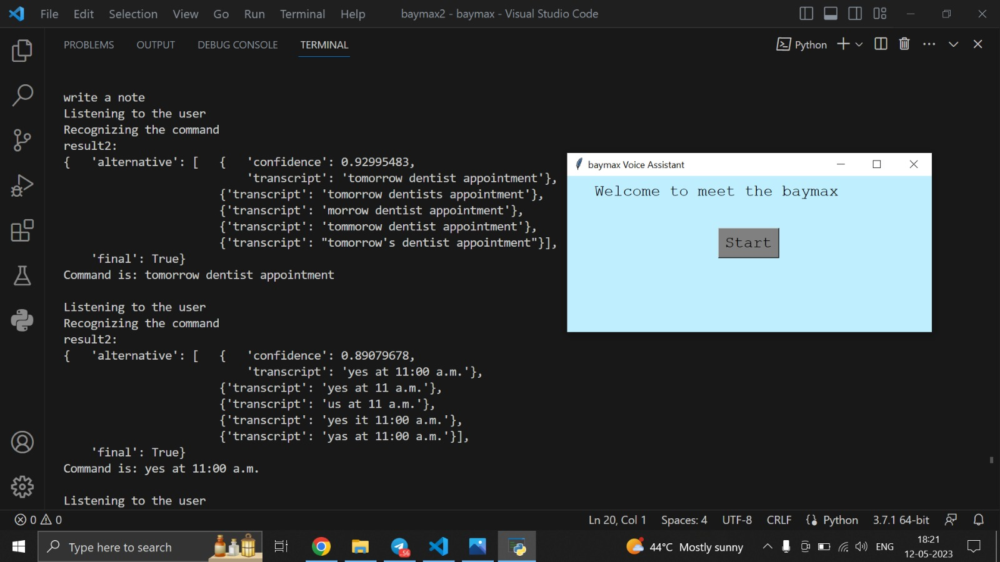 File Edit Selection View Go Run Terminal Help baymax2 - baymax - Visual Studio Code
PROBLEMS OUTPUT DEBUG CONSOLE TERMINAL Python
write a note
Listening to the user
Recognizing the command
result2:
{   'alternative': [   {   'confidence': 0.92995483,
'transcript': 'tomorrow dentist appointment'},
{'transcript': 'tomorrow dentists appointment'},
{'transcript': 'morrow dentist appointment'},
{'transcript': 'tommorow dentist appointment'},
{'transcript': "tomorrow's dentist appointment"}],
'final': True}
Command is: tomorrow dentist appointment
Listening to the user
Recognizing the command
result2:
{   'alternative': [   {   'confidence': 0.89079678,
'transcript': 'yes at 11:00 a.m.'},
{'transcript': 'yes at 11 a.m.'},
{'transcript': 'us at 11 a.m.'},
{'transcript': 'yes it 11:00 a.m.'},
{'transcript': 'yas at 11:00 a.m.'}],
'final': True}
Command is: yes at 11:00 a.m.
Listening to the user
baymax Voice Assistant
Welcome to meet the baymax
Start
0 0 Ln 20, Col 1 Spaces: 4 UTF-8 CRLF Python 3.7.1 64-bit
Type here to search 56 44°C Mostly sunny ENG 18:21
12-05-2023